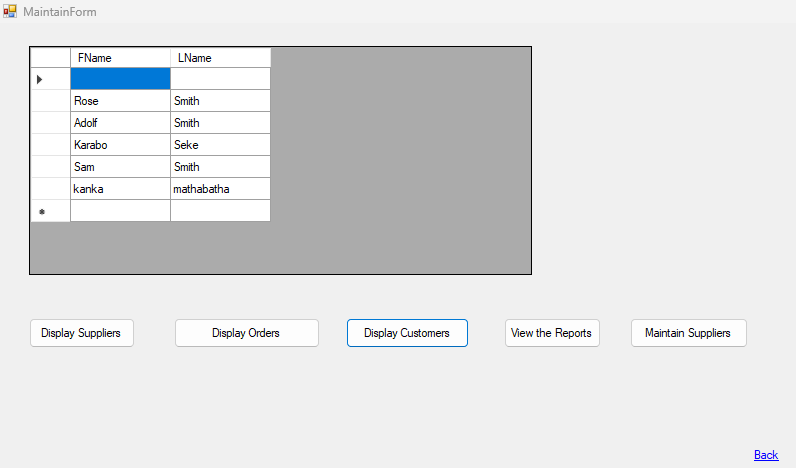 MaintainForm
FName LName
Rose Smith
Adolf Smith
Karabo Seke
Sam Smith
kanka mathabatha
Display Suppliers Display Orders Display Customers View the Reports Maintain Suppliers
Back